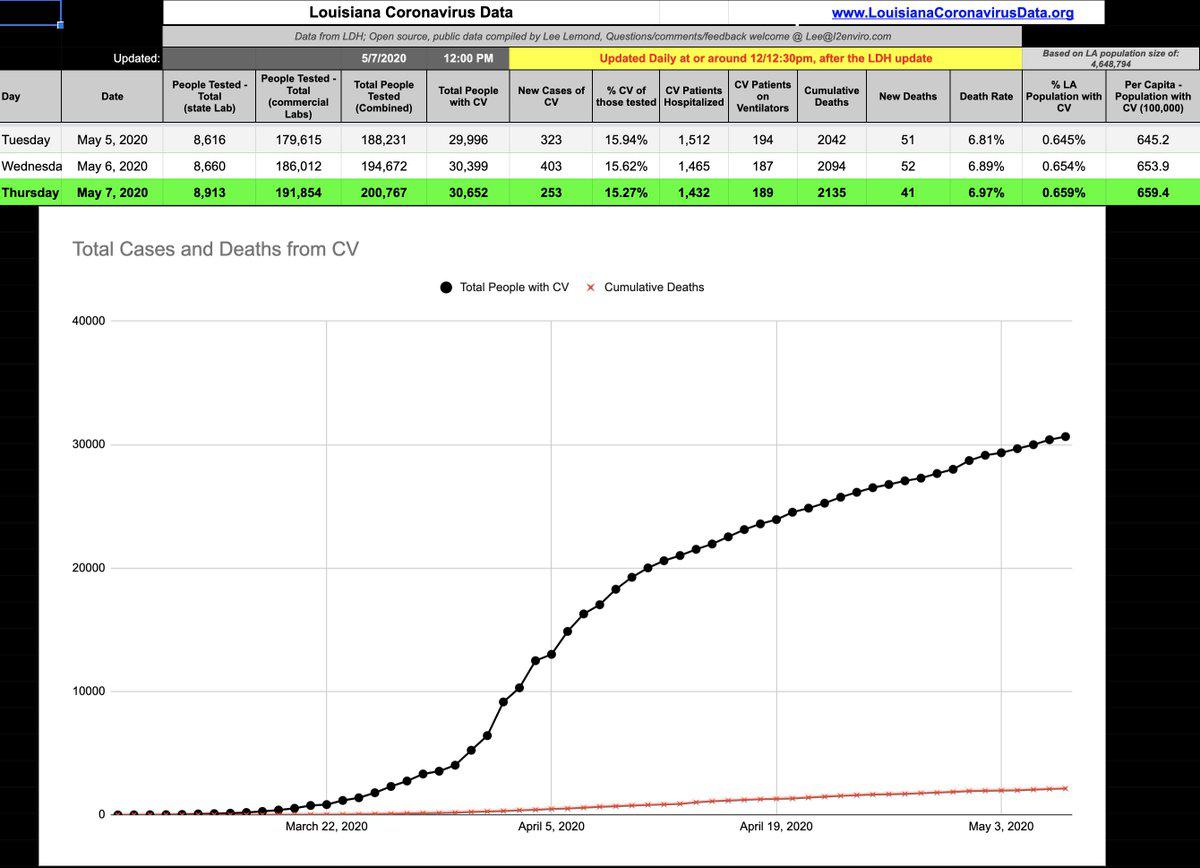 Louisiana Coronavirus Data www.LouisianaCoronavirusData.org
Data from LDH; Open source, public data compiled by Lee Lemond, Questions/comments/feedback welcome @ Lee@l2enviro.com
Updated: 5/7/2020 12:00 PM Updated Daily at or around 12/12:30pm, after the LDH update Based on LA population size of: 4,648,794
Day Date People Tested - Total (state Lab) People Tested - Total (commercial Labs) Total People Tested (Combined) Total People with CV New Cases of CV % CV of those tested CV Patients Hospitalized CV Patients on Ventilators Cumulative Deaths New Deaths Death Rate % LA Population with CV Per Capita - Population with CV (100,000)
Tuesday May 5, 2020 8,616 179,615 188,231 29,996 323 15.94% 1,512 194 2042 51 6.81% 0.645% 645.2
Wednesda May 6, 2020 8,660 186,012 194,672 30,399 403 15.62% 1,465 187 2094 52 6.89% 0.654% 653.9
Thursday May 7, 2020 8,913 191,854 200,767 30,652 253 15.27% 1,432 189 2135 41 6.97% 0.659% 659.4
Total Cases and Deaths from CV
Total People with CV Cumulative Deaths
40000
30000
20000
10000
0
March 22, 2020 April 5, 2020 April 19, 2020 May 3, 2020